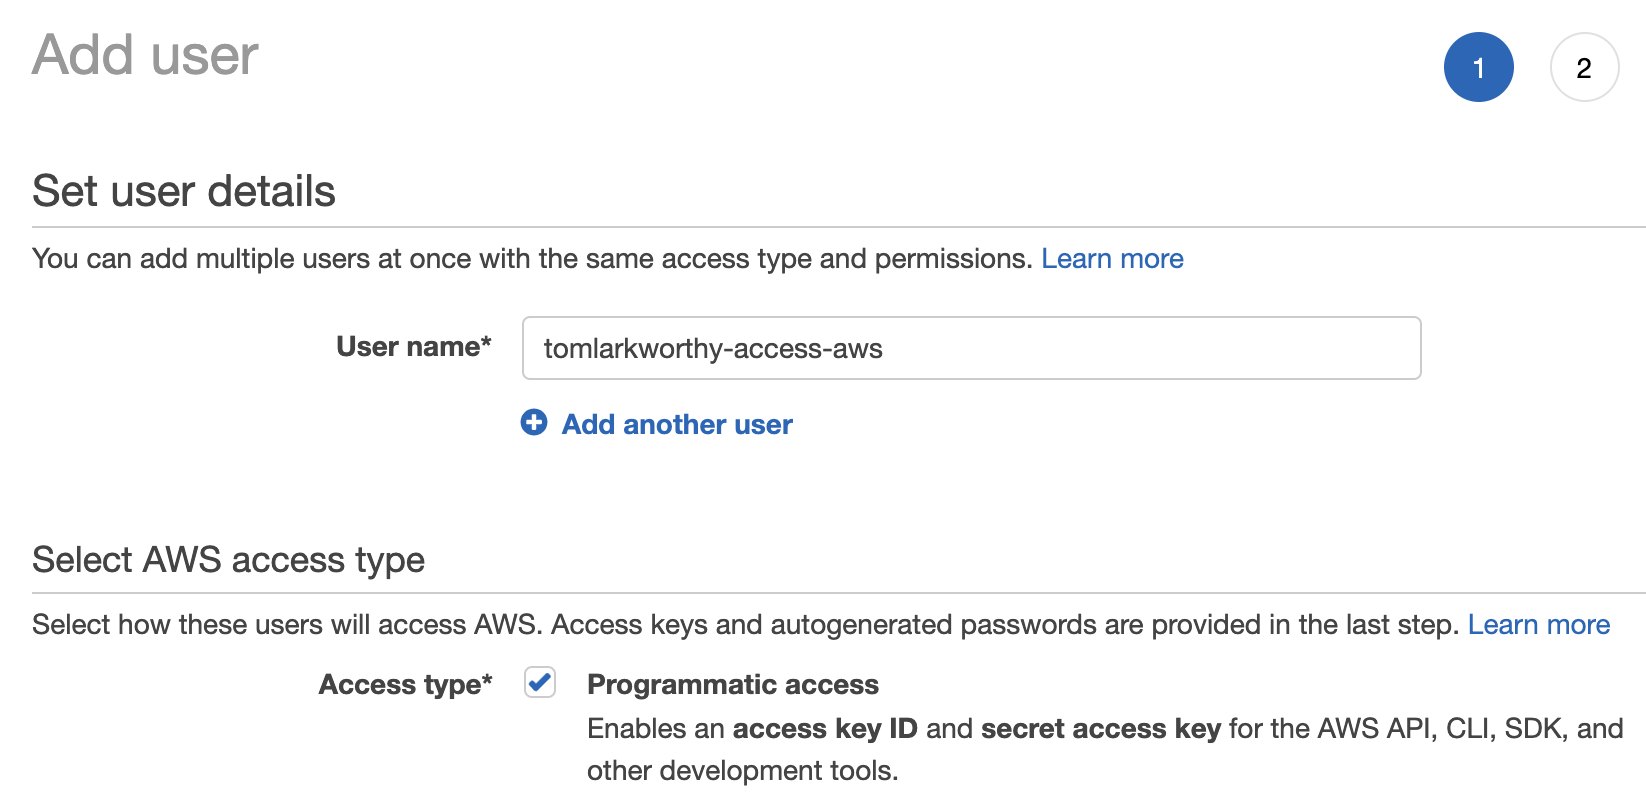 Add user
1
2
Set user details
You can add multiple users at once with the same access type and permissions. Learn more
User name*
tomlarkworthy-access-aws
Add another user
Select AWS access type
Select how these users will access AWS. Access keys and autogenerated passwords are provided in the last step. Learn more
Access type*
Programmatic access
Enables an access key ID and secret access key for the AWS API, CLI, SDK, and
other development tools.